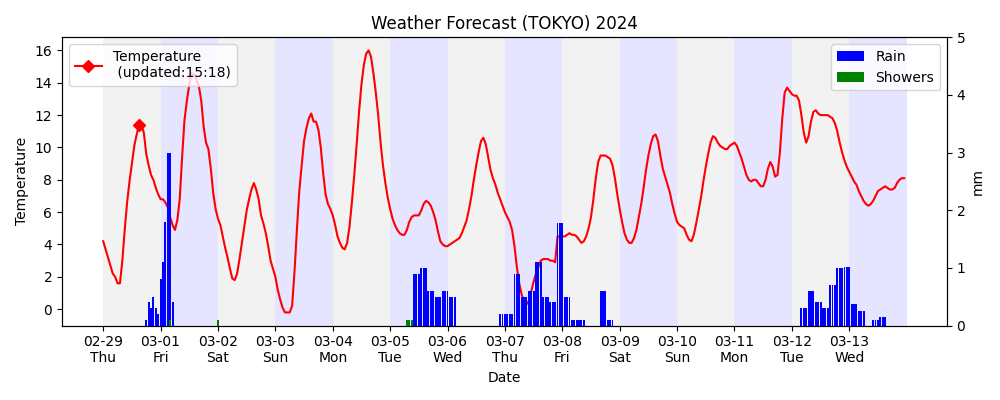 Weather Forecast (TOKYO) 2024
Temperature
(updated:15:18)
Rain
Showers
16
14
12
10
8
6
4
2
0
Temperature
5
4
3
2
1
0
mm
02-29 03-01 03-02 03-03 03-04 03-05 03-06 03-07 03-08 03-09 03-10 03-11 03-12 03-13
Thu Fri Sat Sun Mon Tue Wed Thu Fri Sat Sun Mon Tue Wed
Date